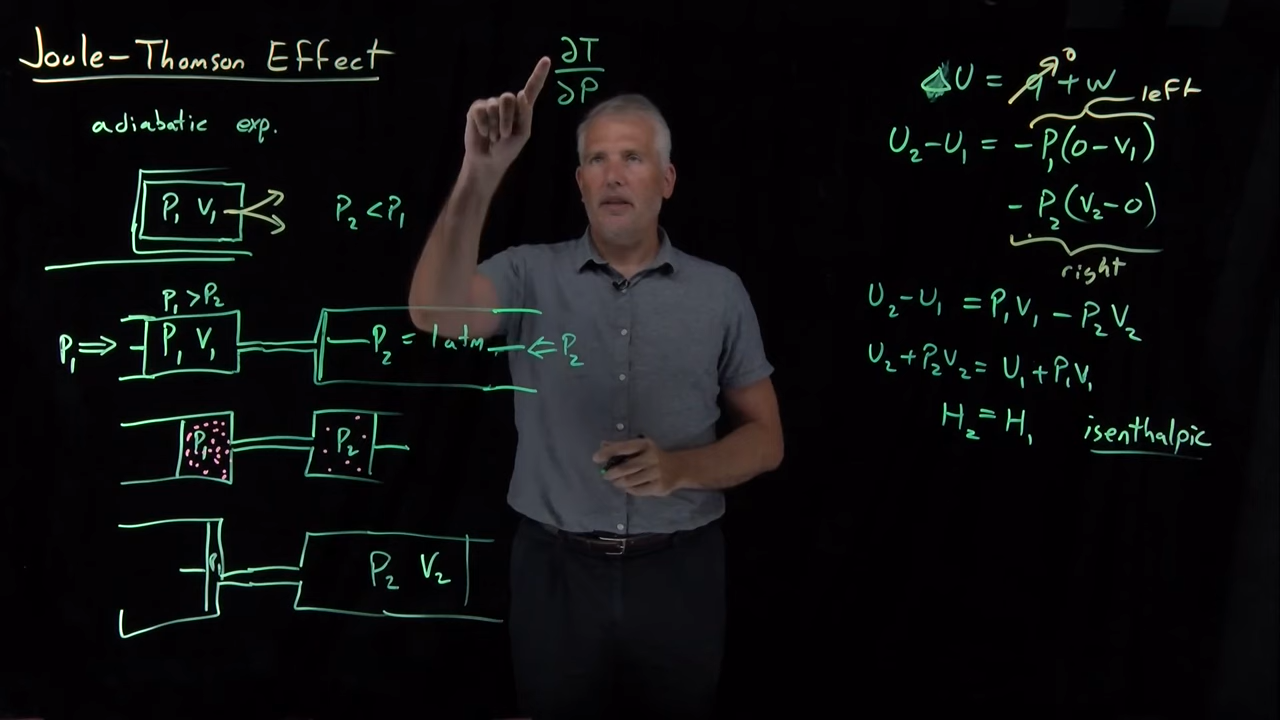 Joule-Thomson Effect
adiabatic exp.
P₁ V₁
P₂ < P₁
P₁ > P₂
P₁ ⇒ P₁ V₁
P₂ = 1 atm ⇐ P₂
P₁ P₂
P₁
P₂ V₂
∂T
∂P
ΔU = q↗⁰ + w
left
U₂-U₁ = -P₁(0-V₁)
- P₂(V₂-0)
right
U₂-U₁ = P₁V₁ - P₂V₂
U₂+P₂V₂ = U₁+P₁V₁
H₂ = H₁ isenthalpic